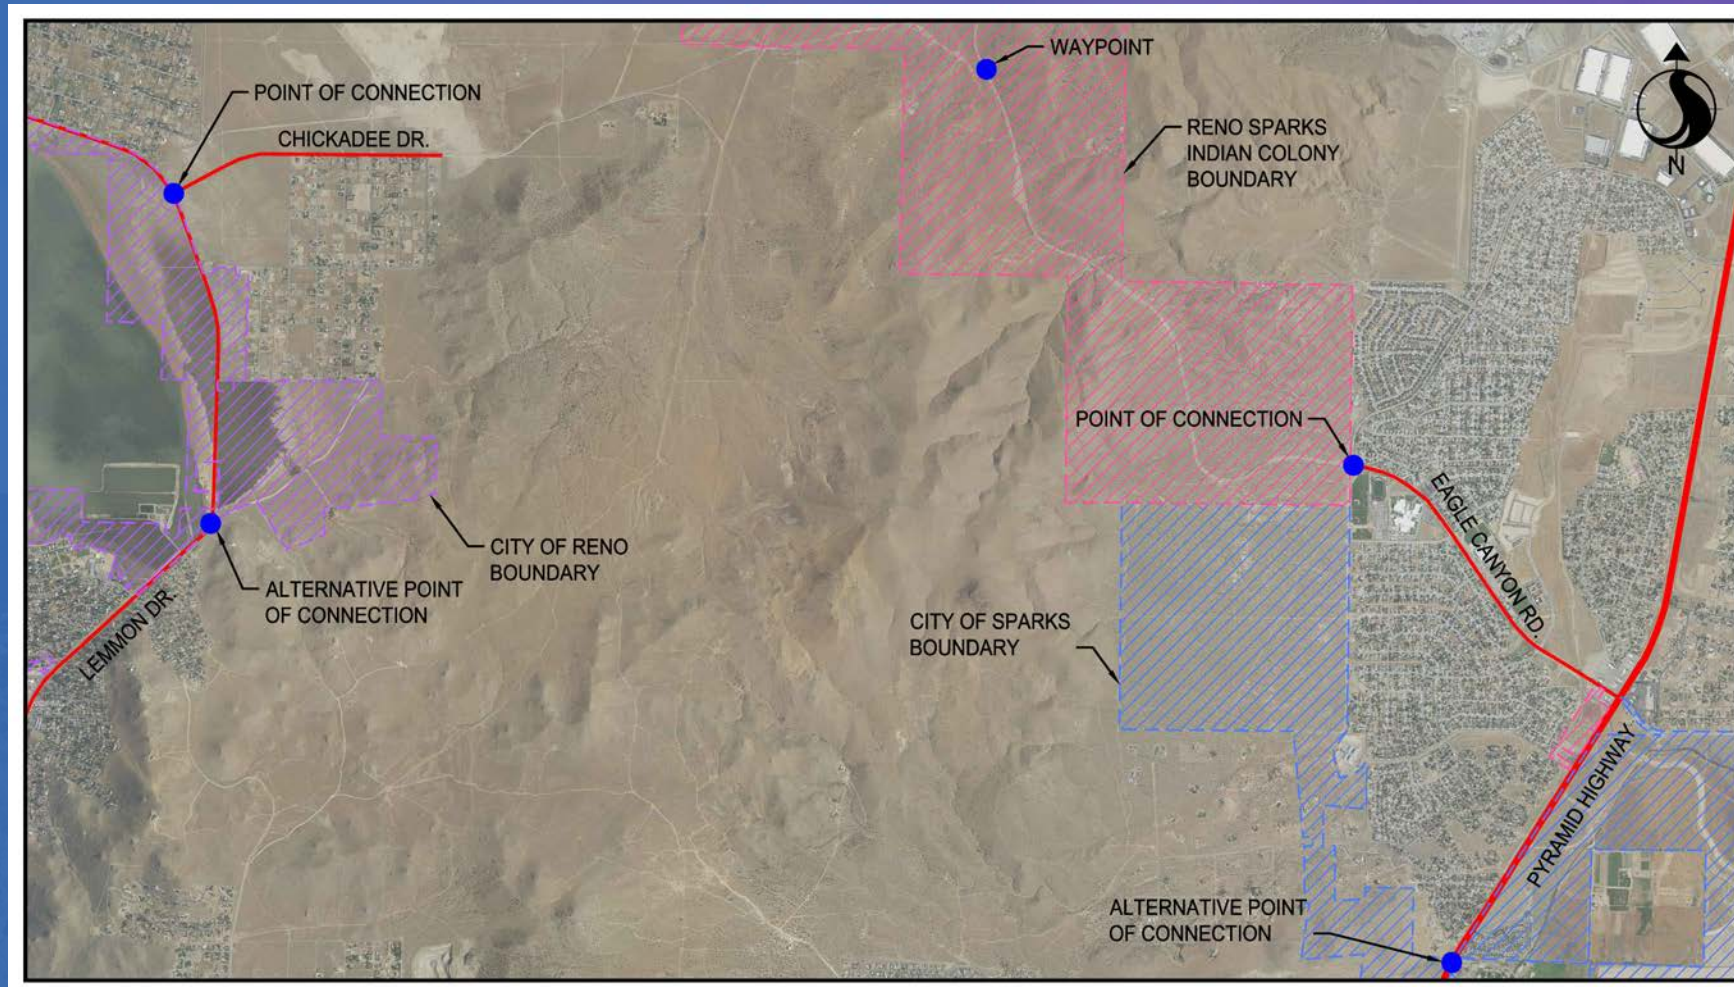 WAYPOINT
POINT OF CONNECTION
CHICKADEE DR.
RENO SPARKS
INDIAN COLONY
BOUNDARY
N
POINT OF CONNECTION
EAGLE CANYON RD.
CITY OF RENO
BOUNDARY
ALTERNATIVE POINT
OF CONNECTION
LEMMON DR.
CITY OF SPARKS
BOUNDARY
PYRAMID HIGHWAY
ALTERNATIVE POINT
OF CONNECTION